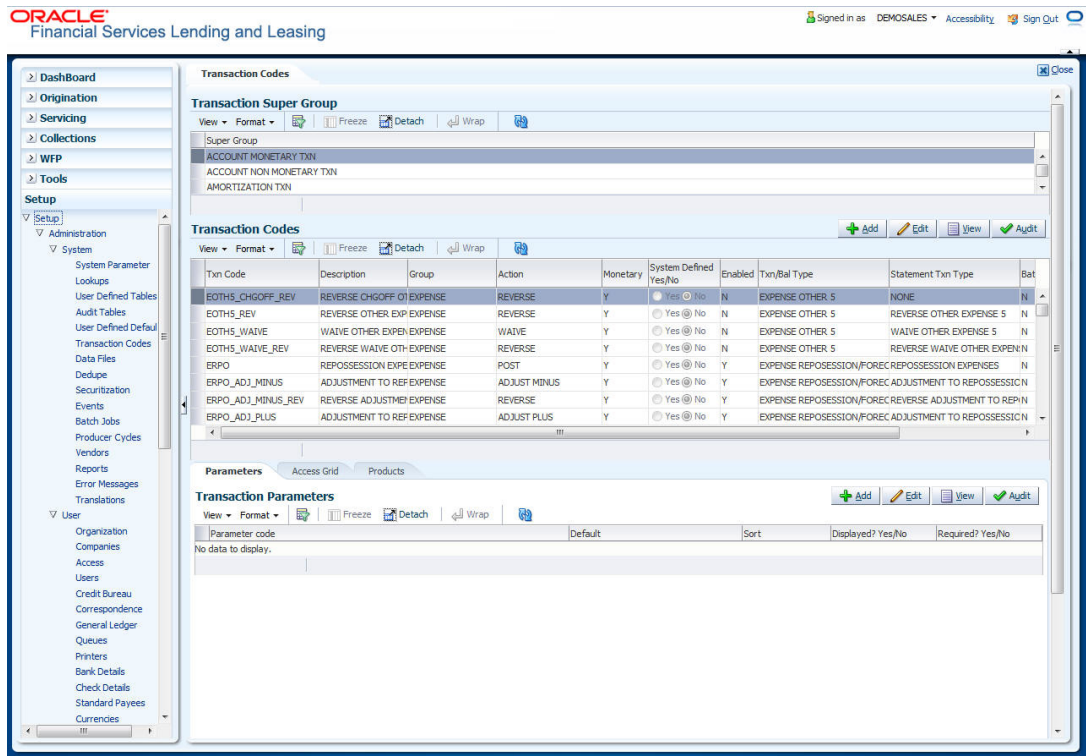 ORACLE
Financial Services Lending and Leasing
Signed in as DEMOSALES Accessibility Sign Out
DashBoard
Origination
Servicing
Collections
WFP
Tools
Setup
Setup
Administration
System
System Parameter
Lookups
User Defined Tables
Audit Tables
User Defined Defaul
Transaction Codes
Data Files
Dedupe
Securitization
Events
Batch Jobs
Producer Cycles
Vendors
Reports
Error Messages
Translations
User
Organization
Companies
Access
Users
Credit Bureau
Correspondence
General Ledger
Queues
Printers
Bank Details
Check Details
Standard Payees
Currencies
Transaction Codes
Close
Transaction Super Group
View Format Freeze Detach Wrap
Super Group
ACCOUNT MONETARY TXN
ACCOUNT NON MONETARY TXN
AMORTIZATION TXN
Transaction Codes
Add Edit View Audit
View Format Freeze Detach Wrap
Txn Code Description Group Action Monetary System Defined Yes/No Enabled Txn/Bal Type Statement Txn Type Bat
EOTH5_CHGOFF_REV REVERSE CHGOFF OT EXPENSE REVERSE Y Yes No N EXPENSE OTHER 5 NONE N
EOTH5_REV REVERSE OTHER EXP EXPENSE REVERSE Y Yes No N EXPENSE OTHER 5 REVERSE OTHER EXPENSE 5 N
EOTH5_WAIVE WAIVE OTHER EXPEN EXPENSE WAIVE Y Yes No N EXPENSE OTHER 5 WAIVE OTHER EXPENSE 5 N
EOTH5_WAIVE_REV REVERSE WAIVE OTH EXPENSE REVERSE Y Yes No N EXPENSE OTHER 5 REVERSE WAIVE OTHER EXPEN N
ERPO REPOSSESSION EXPE EXPENSE POST Y Yes No Y EXPENSE REPOSESSION/FOREC REPOSSESSION EXPENSES N
ERPO_ADJ_MINUS ADJUSTMENT TO REF EXPENSE ADJUST MINUS Y Yes No Y EXPENSE REPOSESSION/FOREC ADJUSTMENT TO REPOSSESSIC N
ERPO_ADJ_MINUS_REV REVERSE ADJUSTMEN EXPENSE REVERSE Y Yes No Y EXPENSE REPOSESSION/FOREC REVERSE ADJUSTMENT TO REP N
ERPO_ADJ_PLUS ADJUSTMENT TO REF EXPENSE ADJUST PLUS Y Yes No Y EXPENSE REPOSESSION/FOREC ADJUSTMENT TO REPOSSESSIC N
Parameters Access Grid Products
Transaction Parameters
Add Edit View Audit
View Format Freeze Detach Wrap
Parameter code Default Sort Displayed? Yes/No Required? Yes/No
No data to display.